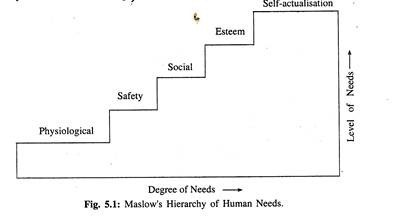 Self-actualisation
Esteem
Social
Safety
Physiological
Level of Needs
Degree of Needs
Fig. 5.1: Maslow's Hierarchy of Human Needs.